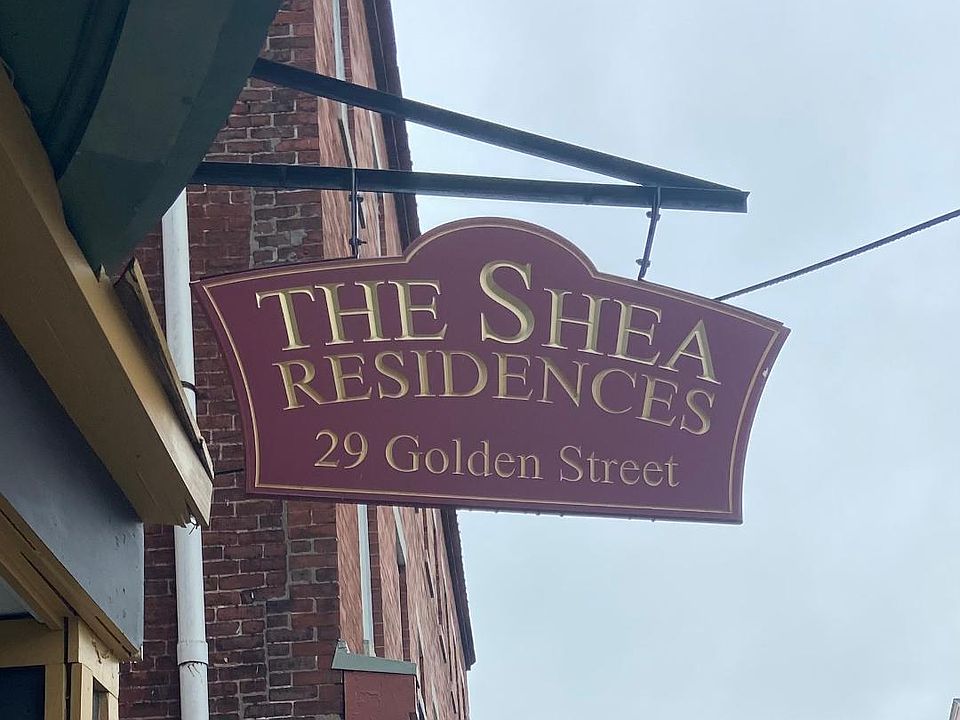 THE SHEA
RESIDENCES
29 Golden Street